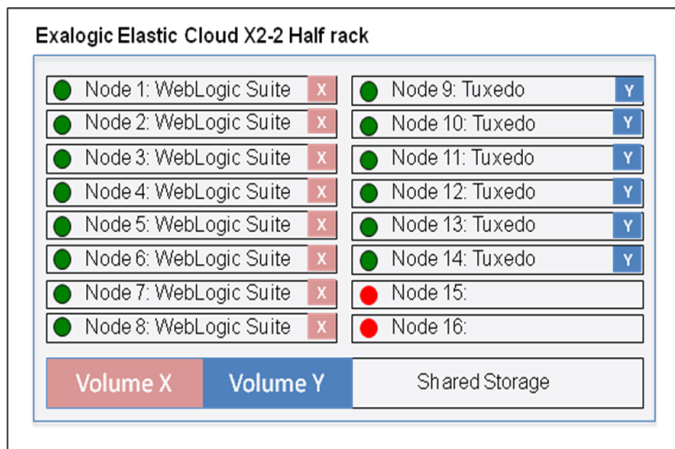 Exalogic Elastic Cloud X2-2 Half rack
Node 1: WebLogic Suite X
Node 2: WebLogic Suite X
Node 3: WebLogic Suite X
Node 4: WebLogic Suite X
Node 5: WebLogic Suite X
Node 6: WebLogic Suite X
Node 7: WebLogic Suite X
Node 8: WebLogic Suite X
Node 9: Tuxedo Y
Node 10: Tuxedo Y
Node 11: Tuxedo Y
Node 12: Tuxedo Y
Node 13: Tuxedo Y
Node 14: Tuxedo Y
Node 15:
Node 16:
Volume X Volume Y Shared Storage